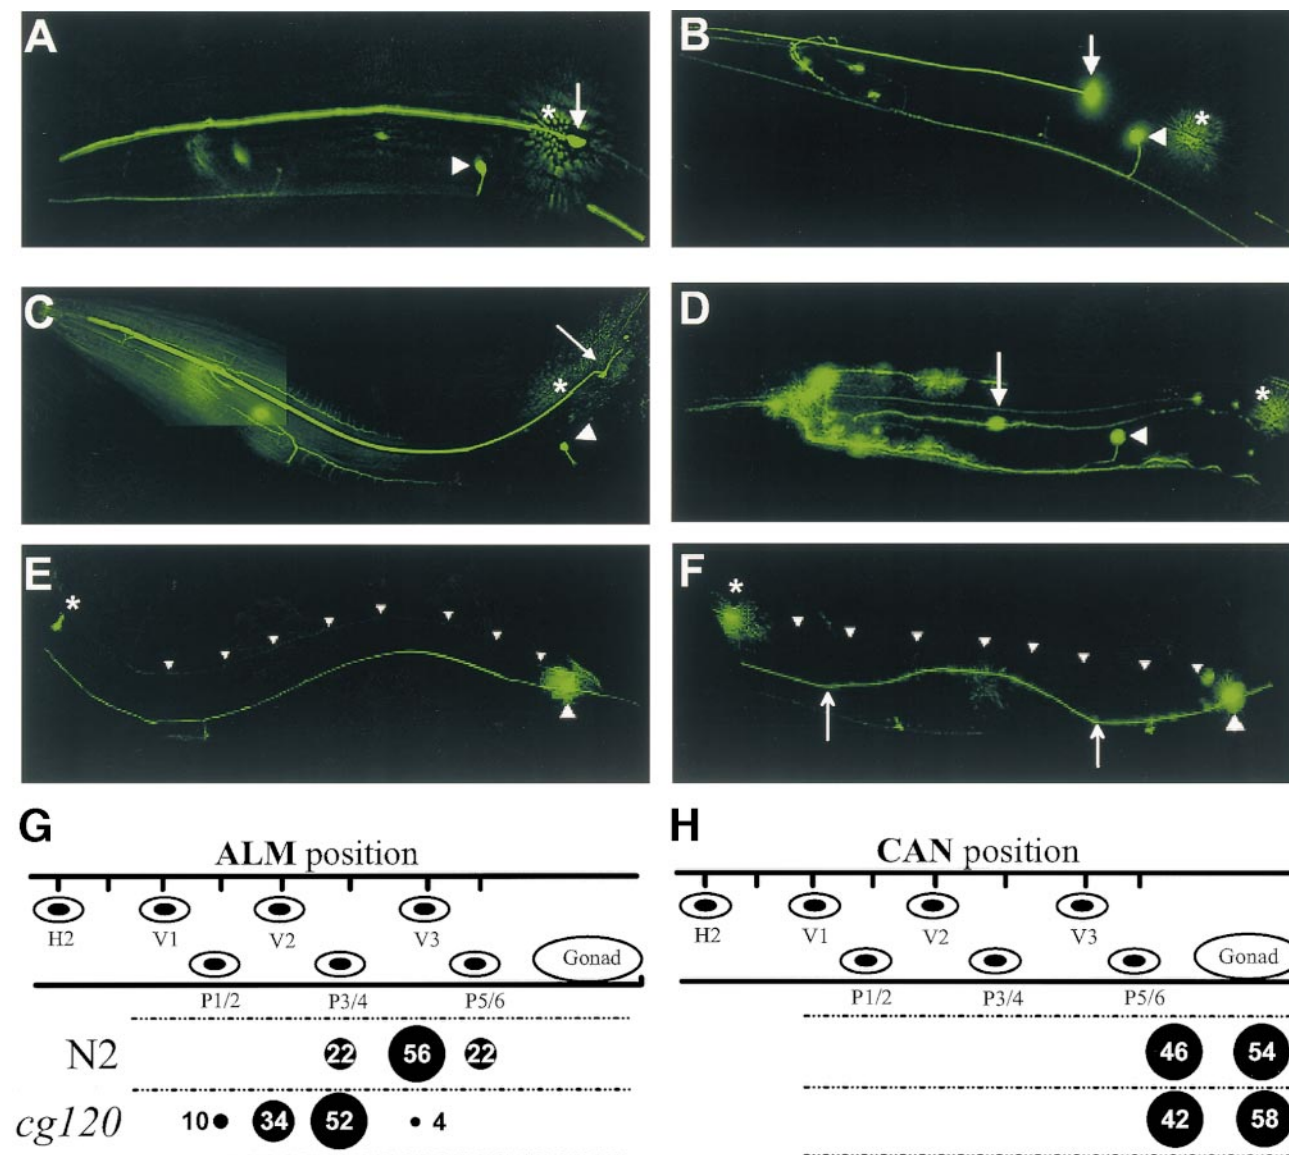 A
B
C
D
E
F
G
ALM position
H2 V1 V2 V3
Gonad
P1/2 P3/4 P5/6
N2 22 56 22
cg120 10 34 52 4
H
CAN position
H2 V1 V2 V3
Gonad
P1/2 P3/4 P5/6
46 54
42 58